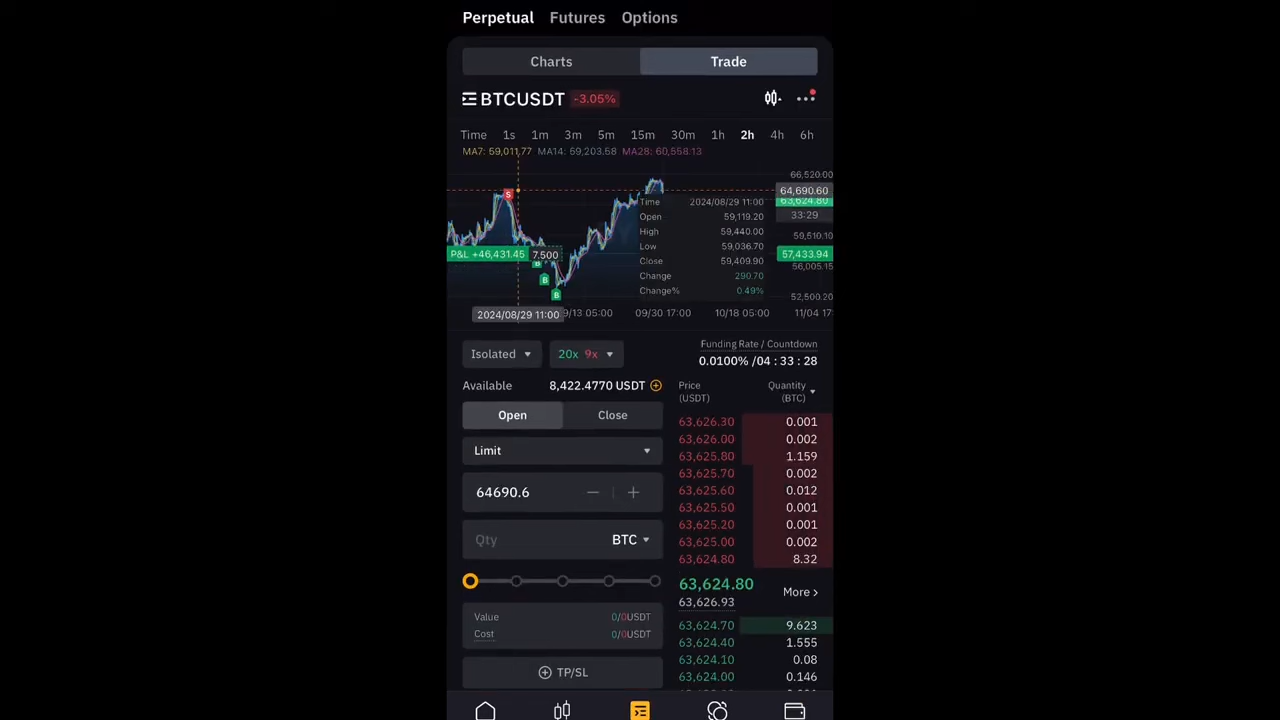 Perpetual Futures Options
Charts Trade
BTCUSDT -3.05%
Time 1s 1m 3m 5m 15m 30m 1h 2h 4h 6h
MA7: 59,011.77 MA14: 59,203.58 MA28: 60,558.13
66,520.00
64,690.60
63,624.80
33:29
59,510.10
57,433.94
56,005.15
52,500.20
S
P&L +46,431.45 7.500
B
B
B
Time 2024/08/29 11:00
Open 59,119.20
High 59,440.00
Low 59,036.70
Close 59,409.90
Change 290.70
Change% 0.49%
2024/08/29 11:00 9/13 05:00 09/30 17:00 10/18 05:00 11/04 17:
Isolated 20x 9x
Funding Rate / Countdown
0.0100% /04 : 33 : 28
Available 8,422.4770 USDT
Open Close
Limit
64690.6
Qty BTC
Value 0/0USDT
Cost 0/0USDT
TP/SL
Price Quantity
(USDT) (BTC)
63,626.30 0.001
63,626.00 0.002
63,625.80 1.159
63,625.70 0.002
63,625.60 0.012
63,625.50 0.001
63,625.20 0.001
63,625.00 0.002
63,624.80 8.32
63,624.80
63,626.93
More >
63,624.70 9.623
63,624.40 1.555
63,624.10 0.08
63,624.00 0.146